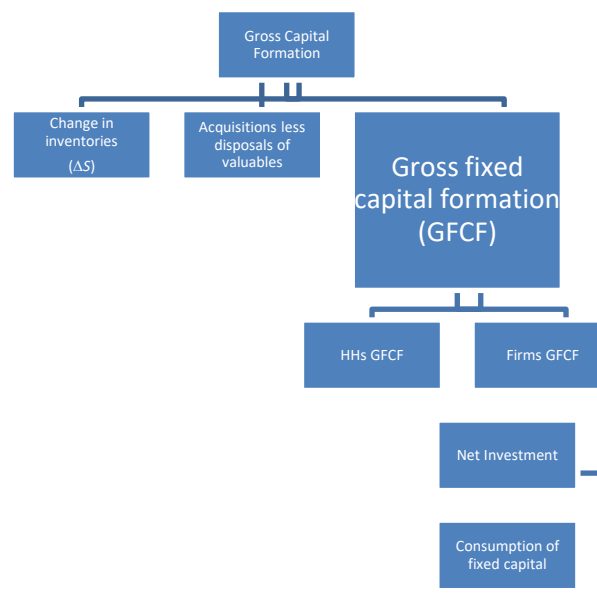 Gross Capital
Formation
Change in
inventories
(ΔS)
Acquisitions less
disposals of
valuables
Gross fixed
capital formation
(GFCF)
HHs GFCF
Firms GFCF
Net Investment
Consumption of
fixed capital